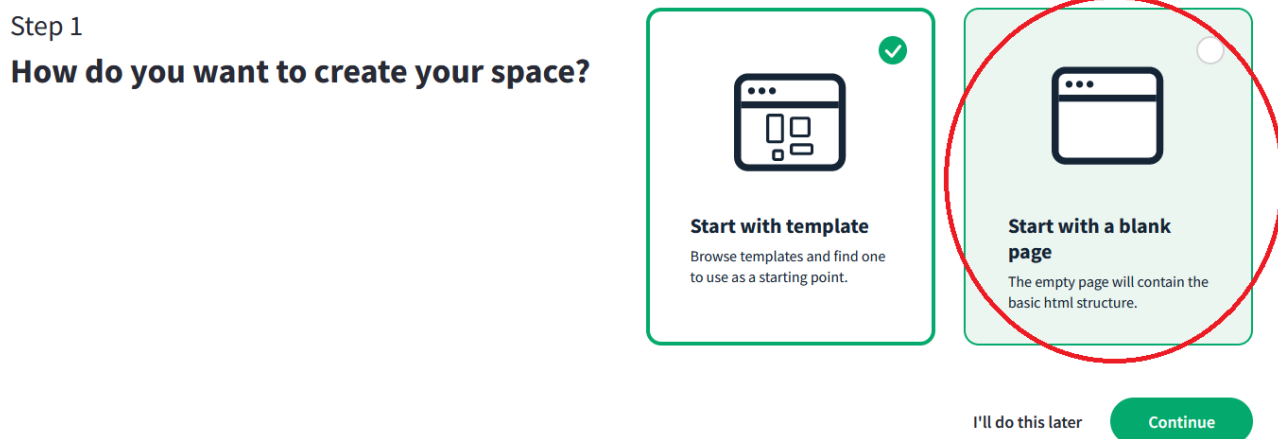 Step 1
How do you want to create your space?
Start with template
Browse templates and find one
to use as a starting point.
Start with a blank
page
The empty page will contain the
basic html structure.
I'll do this later
Continue